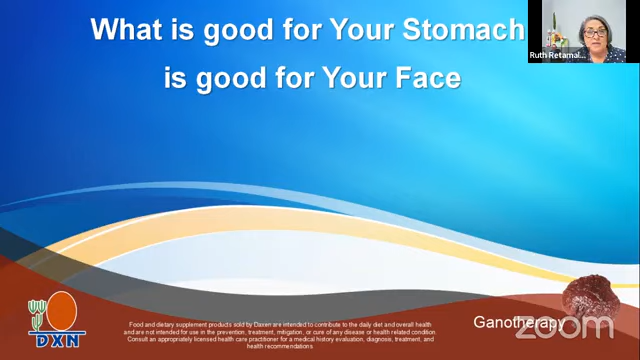 What is good for Your Stomach
is good for Your Face
Ruth Retamal...
DXN
Food and dietary supplement products sold by Daxen are intended to contribute to the daily diet and overall health
and are not intended for use in the prevention, treatment, mitigation, or cure of any disease or health related condition.
Consult an appropriately licensed health care practitioner for a medical history evaluation, diagnosis, treatment, and
health recommendations
Ganotherapy
zoom